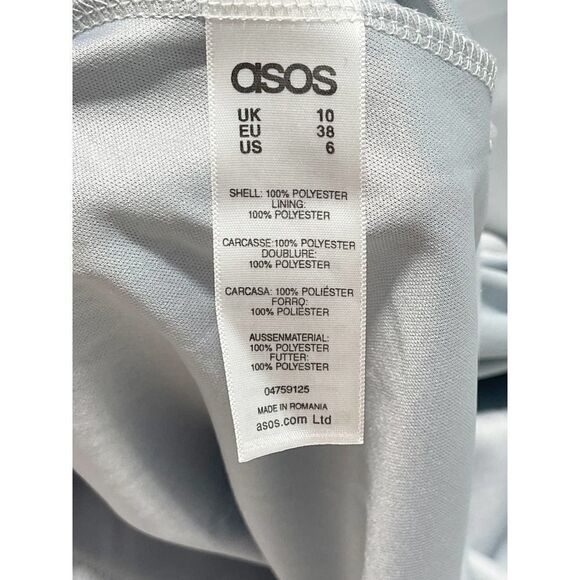 asos
UK 10
EU 38
US 6
SHELL: 100% POLYESTER
LINING:
100% POLYESTER
CARCASSE:100% POLYESTER
DOUBLURE:
100% POLYESTER
CARCASA: 100% POLIÉSTER
FORRO:
100% POLIÉSTER
AUSSENMATERIAL:
100% POLYESTER
FUTTER:
100% POLYESTER
04759125
MADE IN ROMANIA
asos.com Ltd